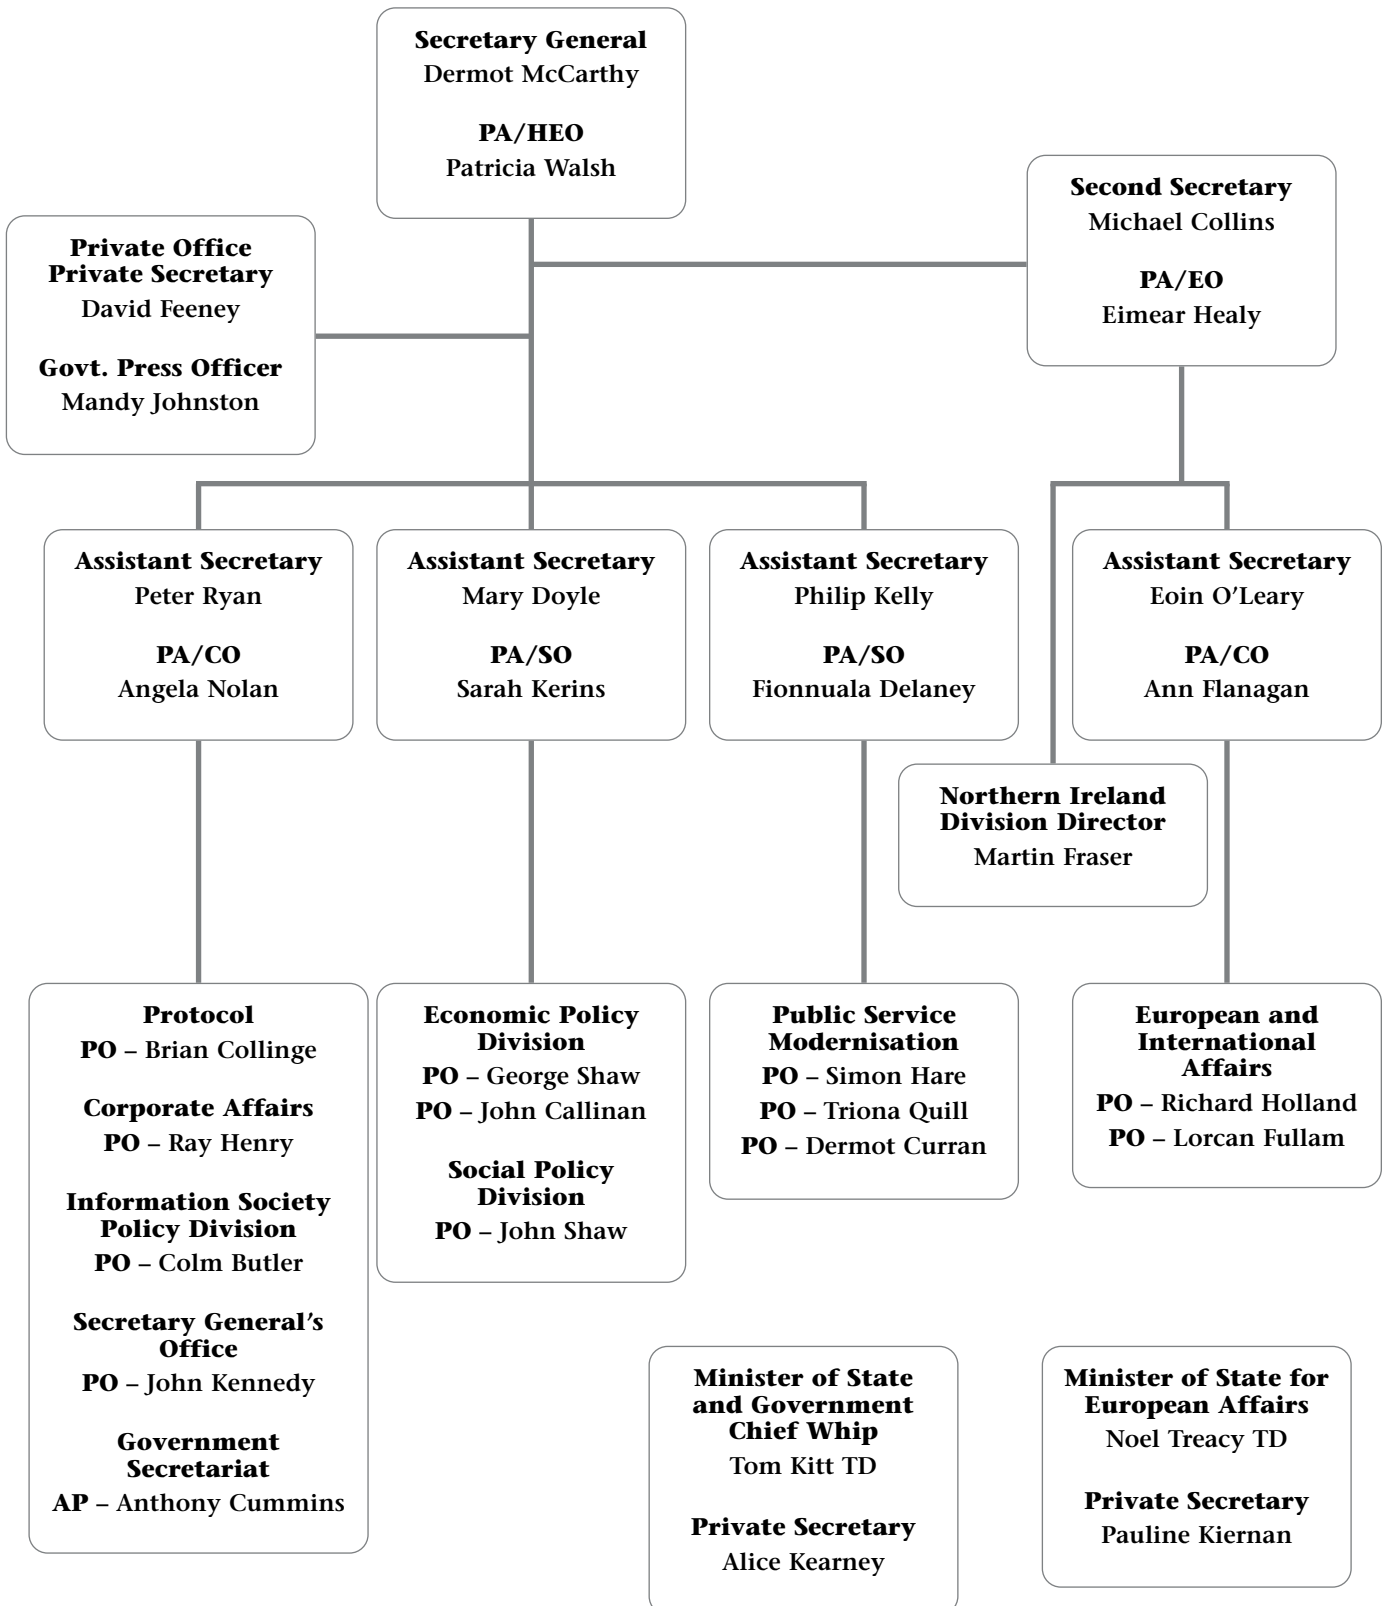 Secretary General
Dermot McCarthy
PA/HEO
Patricia Walsh
Second Secretary
Michael Collins
PA/EO
Eimear Healy
Private Office
Private Secretary
David Feeney
Govt. Press Officer
Mandy Johnston
Assistant Secretary
Peter Ryan
PA/CO
Angela Nolan
Assistant Secretary
Mary Doyle
PA/SO
Sarah Kerins
Assistant Secretary
Philip Kelly
PA/SO
Fionnuala Delaney
Assistant Secretary
Eoin O’Leary
PA/CO
Ann Flanagan
Northern Ireland
Division Director
Martin Fraser
Protocol
PO – Brian Collinge
Corporate Affairs
PO – Ray Henry
Information Society
Policy Division
PO – Colm Butler
Secretary General’s
Office
PO – John Kennedy
Government
Secretariat
AP – Anthony Cummins
Economic Policy
Division
PO – George Shaw
PO – John Callinan
Social Policy
Division
PO – John Shaw
Public Service
Modernisation
PO – Simon Hare
PO – Triona Quill
PO – Dermot Curran
European and
International
Affairs
PO – Richard Holland
PO – Lorcan Fullam
Minister of State
and Government
Chief Whip
Tom Kitt TD
Private Secretary
Alice Kearney
Minister of State for
European Affairs
Noel Treacy TD
Private Secretary
Pauline Kiernan